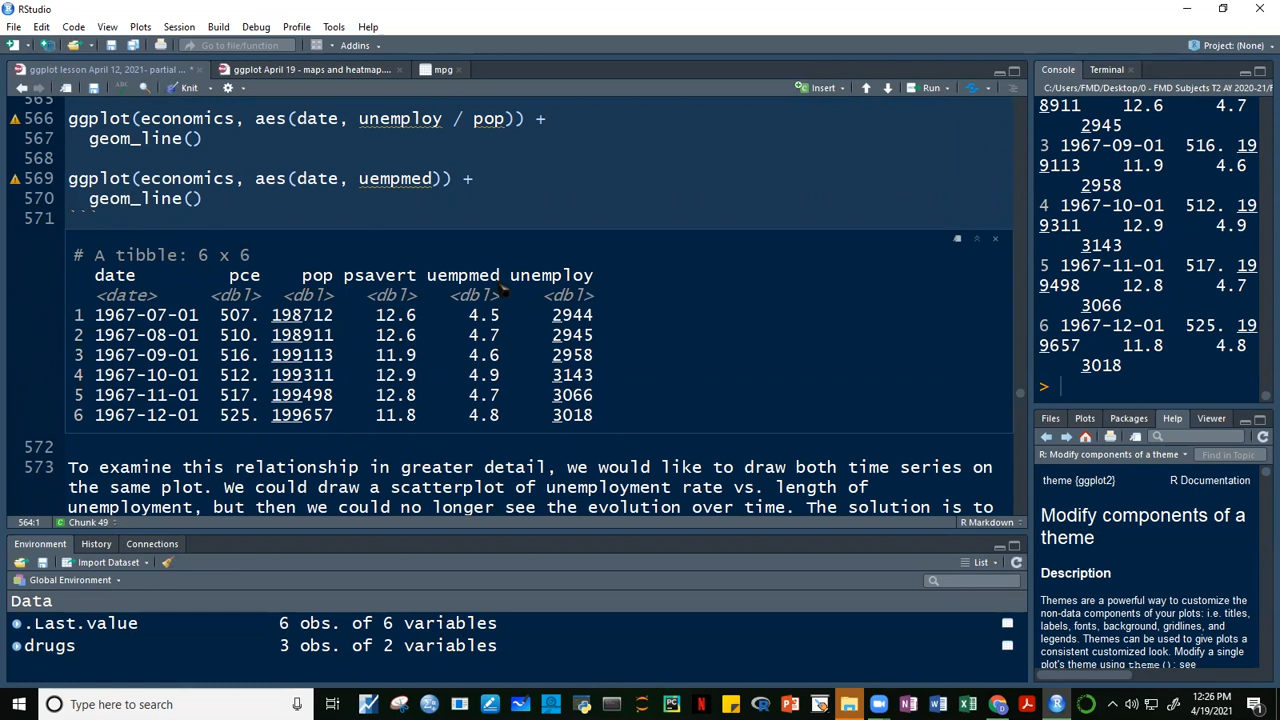 RStudio
File Edit Code View Plots Session Build Debug Profile Tools Help
Go to file/function Addins Project: (None)
ggplot lesson April 12, 2021- partial ... * ggplot April 19 - maps and heatmap.... mpg
Knit Insert Run
565
566 ggplot(economics, aes(date, unemploy / pop)) +
567 geom_line()
568
569 ggplot(economics, aes(date, uempmed)) +
570 geom_line()
571 ```
# A tibble: 6 x 6
date pce pop psavert uempmed unemploy
<date> <dbl> <dbl> <dbl> <dbl> <dbl>
1 1967-07-01 507. 198712 12.6 4.5 2944
2 1967-08-01 510. 198911 12.6 4.7 2945
3 1967-09-01 516. 199113 11.9 4.6 2958
4 1967-10-01 512. 199311 12.9 4.9 3143
5 1967-11-01 517. 199498 12.8 4.7 3066
6 1967-12-01 525. 199657 11.8 4.8 3018
572
573 To examine this relationship in greater detail, we would like to draw both time series on
the same plot. We could draw a scatterplot of unemployment rate vs. length of
unemployment, but then we could no longer see the evolution over time. The solution is to
564:1 Chunk 49 R Markdown
Environment History Connections
Import Dataset List
Global Environment
Data
.Last.value 6 obs. of 6 variables
drugs 3 obs. of 2 variables
Console Terminal
C:/Users/FMD/Desktop/0 - FMD Subjects T2 AY 2020-21/F
8911 12.6 4.7
2945
3 1967-09-01 516. 19
9113 11.9 4.6
2958
4 1967-10-01 512. 19
9311 12.9 4.9
3143
5 1967-11-01 517. 19
9498 12.8 4.7
3066
6 1967-12-01 525. 19
9657 11.8 4.8
3018
>
Files Plots Packages Help Viewer
R: Modify components of a theme Find in Topic
theme {ggplot2} R Documentation
Modify components of a
theme
Description
Themes are a powerful way to customize the
non-data components of your plots: i.e. titles,
labels, fonts, background, gridlines, and
legends. Themes can be used to give plots a
consistent customized look. Modify a single
plot's theme using theme(); see
Type here to search
12:26 PM
4/19/2021